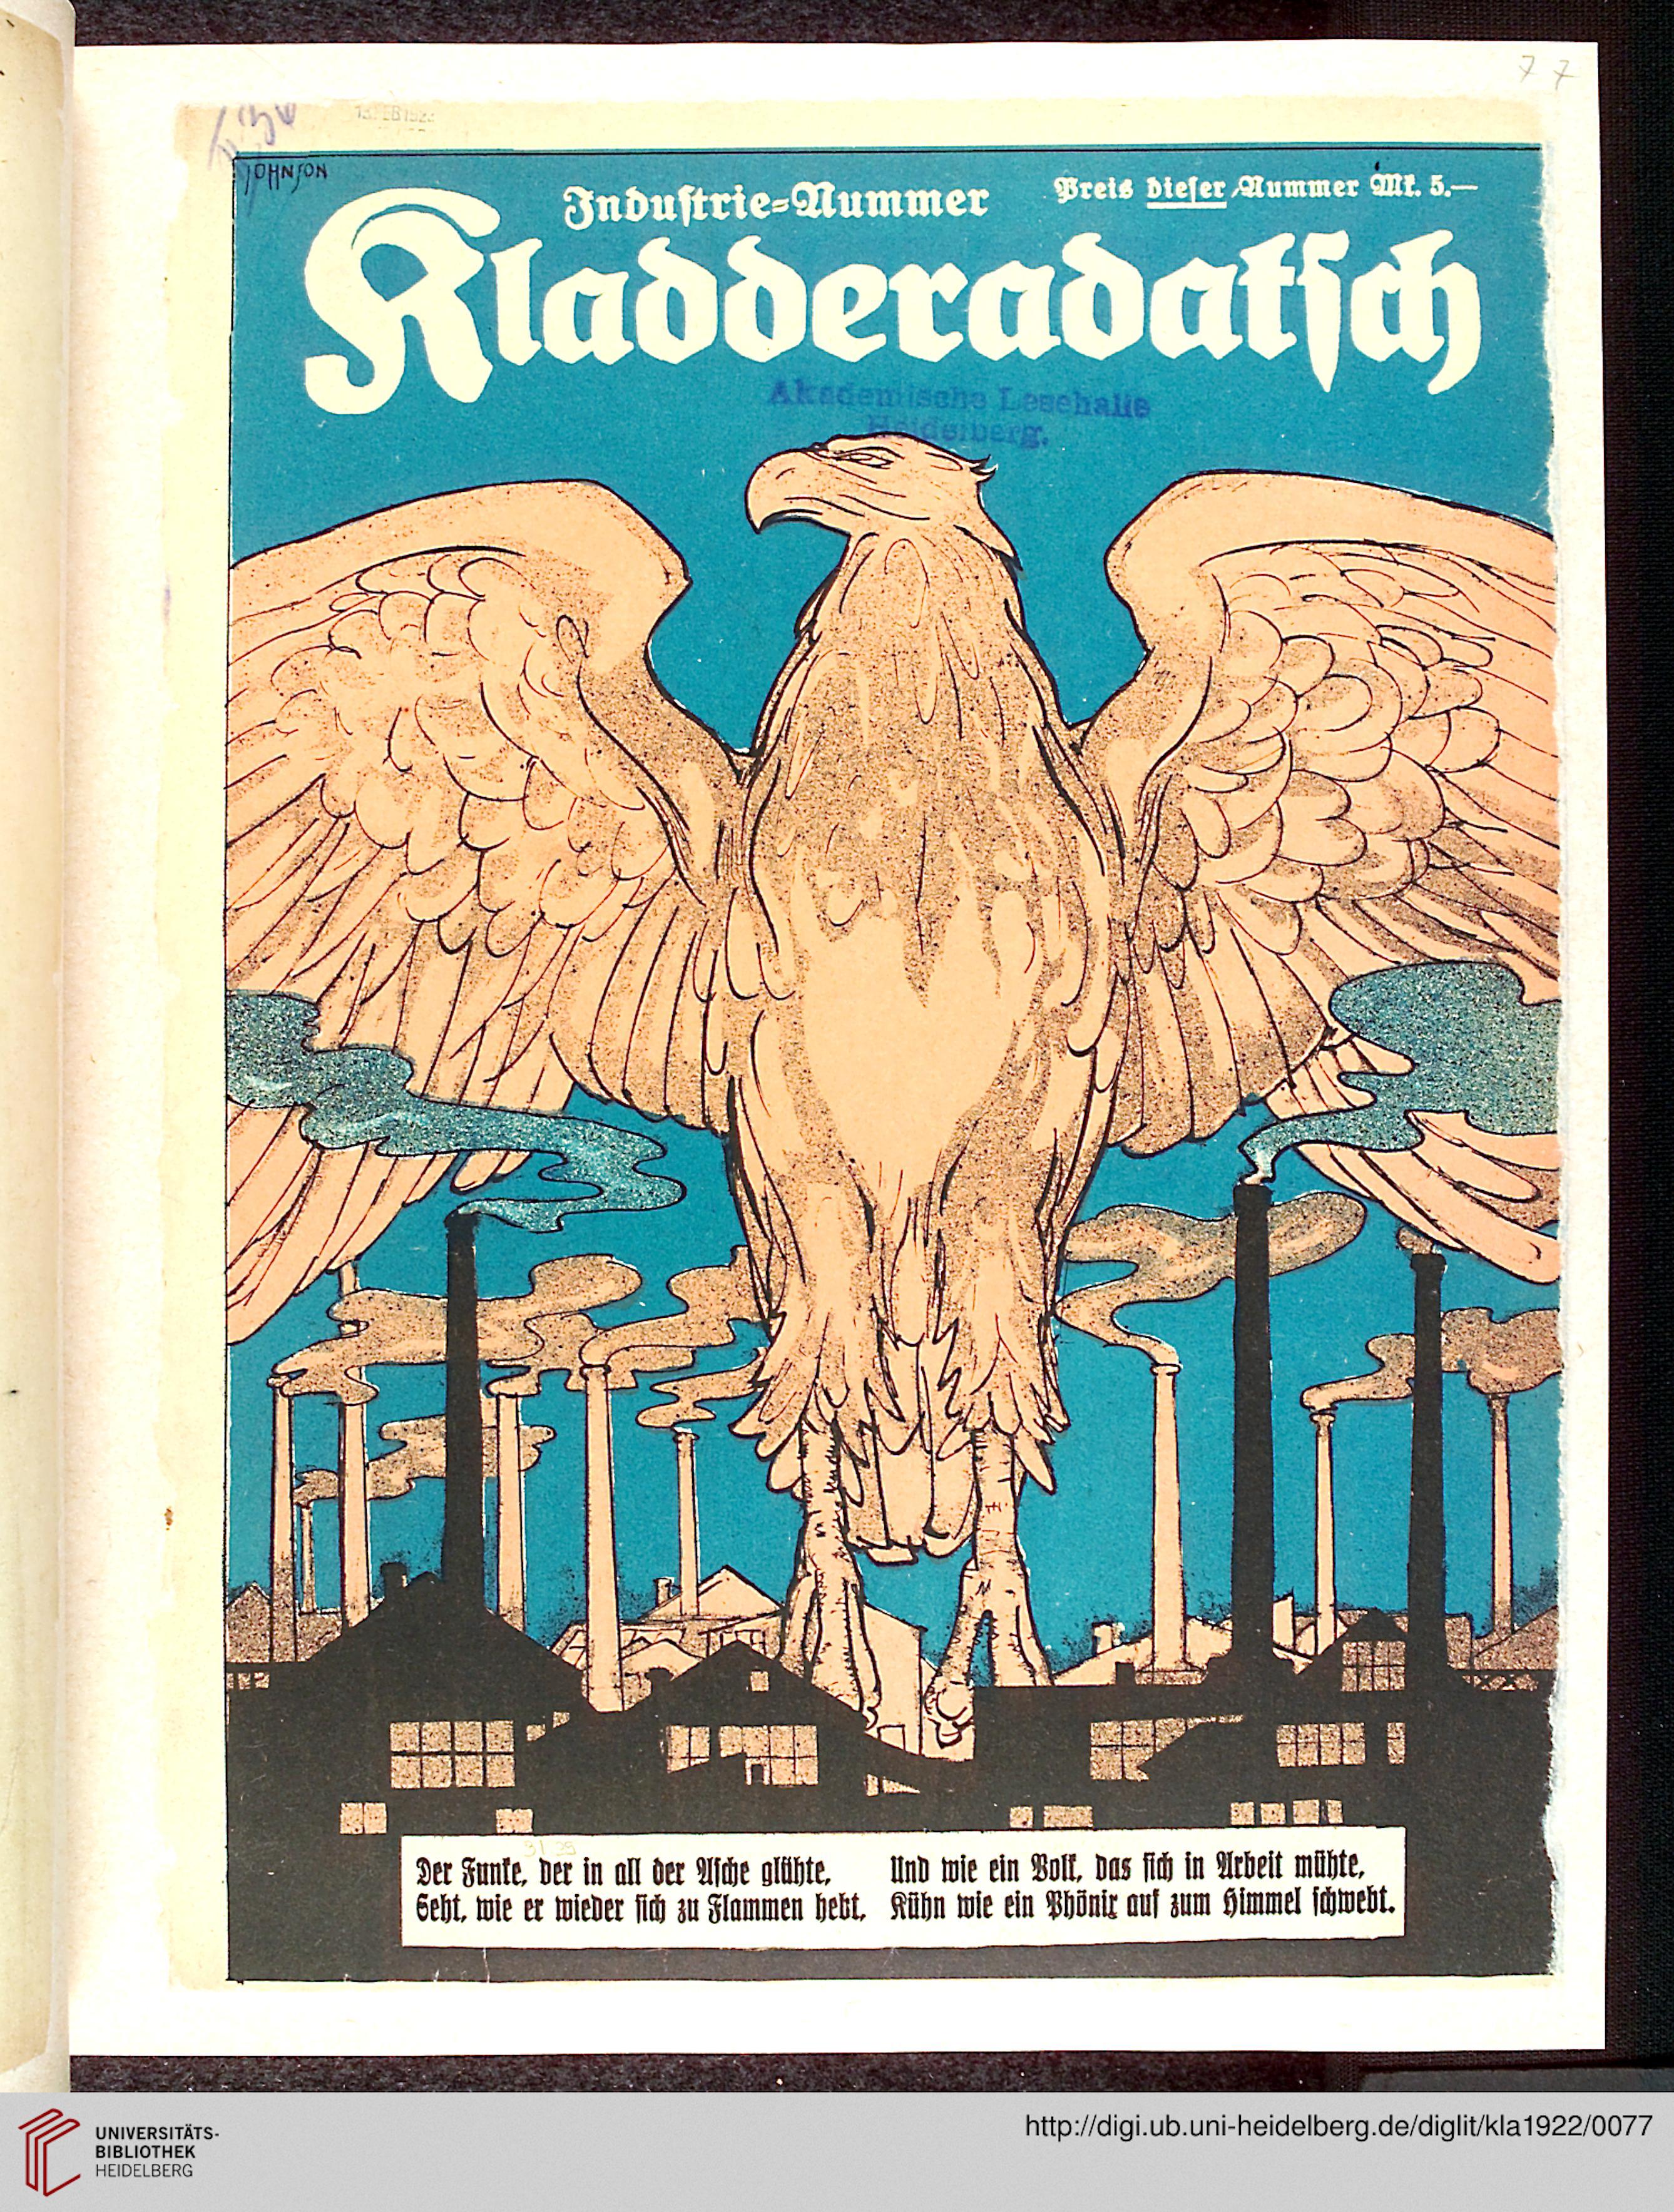 77
JOHNSON
Industrie-Nummer
Preis dieser Nummer Mk. 5.—
Kladderadatsch
Akademische Lesehalle
Heidelberg.
Der Funke, der in all der Asche glühte,
Seht, wie er wieder sich zu Flammen hebt,
Und wie ein Volk, das sich in Arbeit mühte,
Kühn wie ein Phönix auf zum Himmel schwebt.
UNIVERSITÄTS-
BIBLIOTHEK
HEIDELBERG
http://digi.ub.uni-heidelberg.de/diglit/kla1922/0077